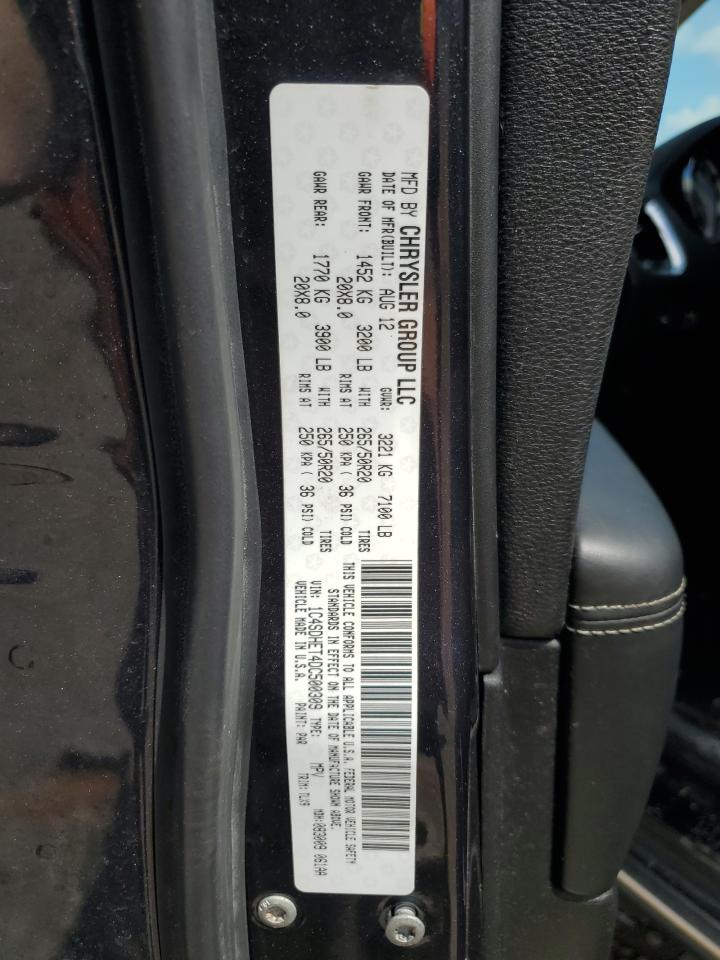 MFD BY CHRYSLER GROUP LLC
DATE OF MFR(BUILT): AUG 12 GVWR: 3221 KG 7100 LB
GAWR FRONT: 1452 KG 3200 LB WITH 265/50R20 TIRES
20X8.0 RIMS AT 250 KPA ( 36 PSI) COLD
GAWR REAR: 1770 KG 3900 LB WITH 265/50R20 TIRES
20X8.0 RIMS AT 250 KPA ( 36 PSI) COLD
THIS VEHICLE CONFORMS TO ALL APPLICABLE U.S.A. FEDERAL MOTOR VEHICLE SAFETY
STANDARDS IN EFFECT ON THE DATE OF MANUFACTURE SHOWN ABOVE.
VIN: 1C4SDHET4DC500309 TYPE: MPV MDH:083009 061AA
VEHICLE MADE IN U.S.A. PAINT: PAR TRIM: TLX9